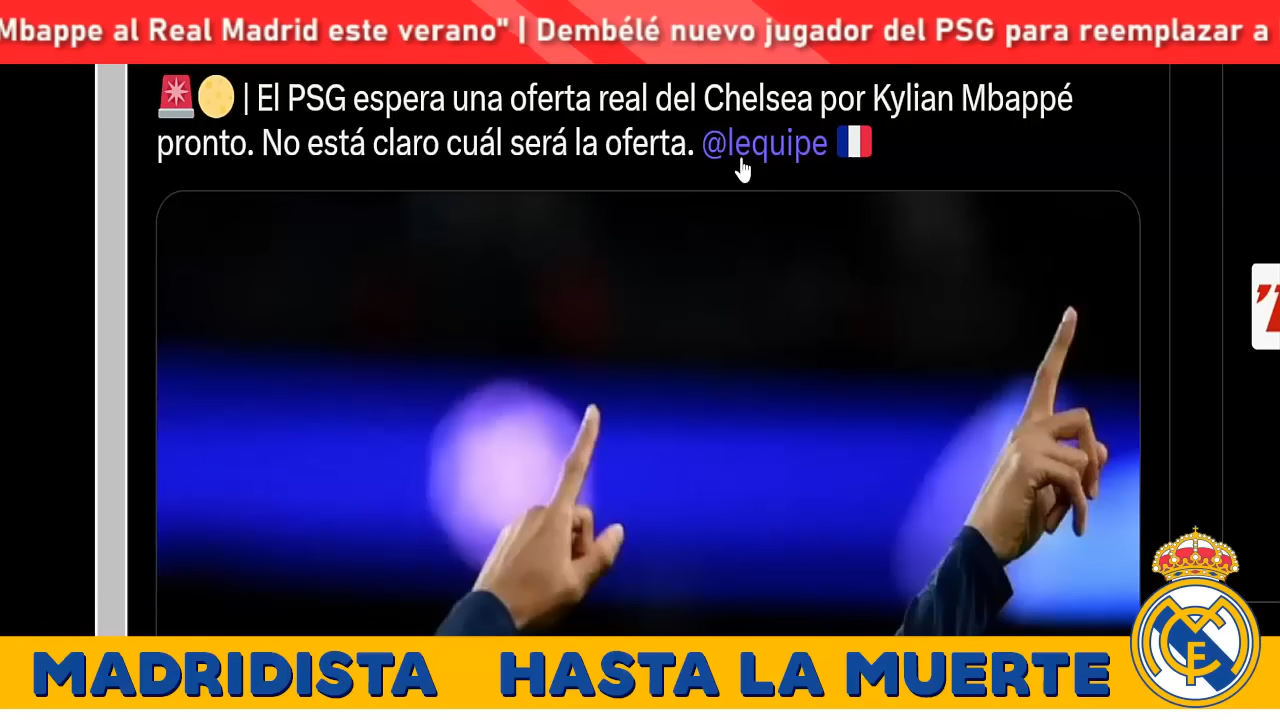 Mbappe al Real Madrid este verano" | Dembélé nuevo jugador del PSG para reemplazar a
| El PSG espera una oferta real del Chelsea por Kylian Mbappé
pronto. No está claro cuál será la oferta. @lequipe
MADRIDISTA HASTA LA MUERTE